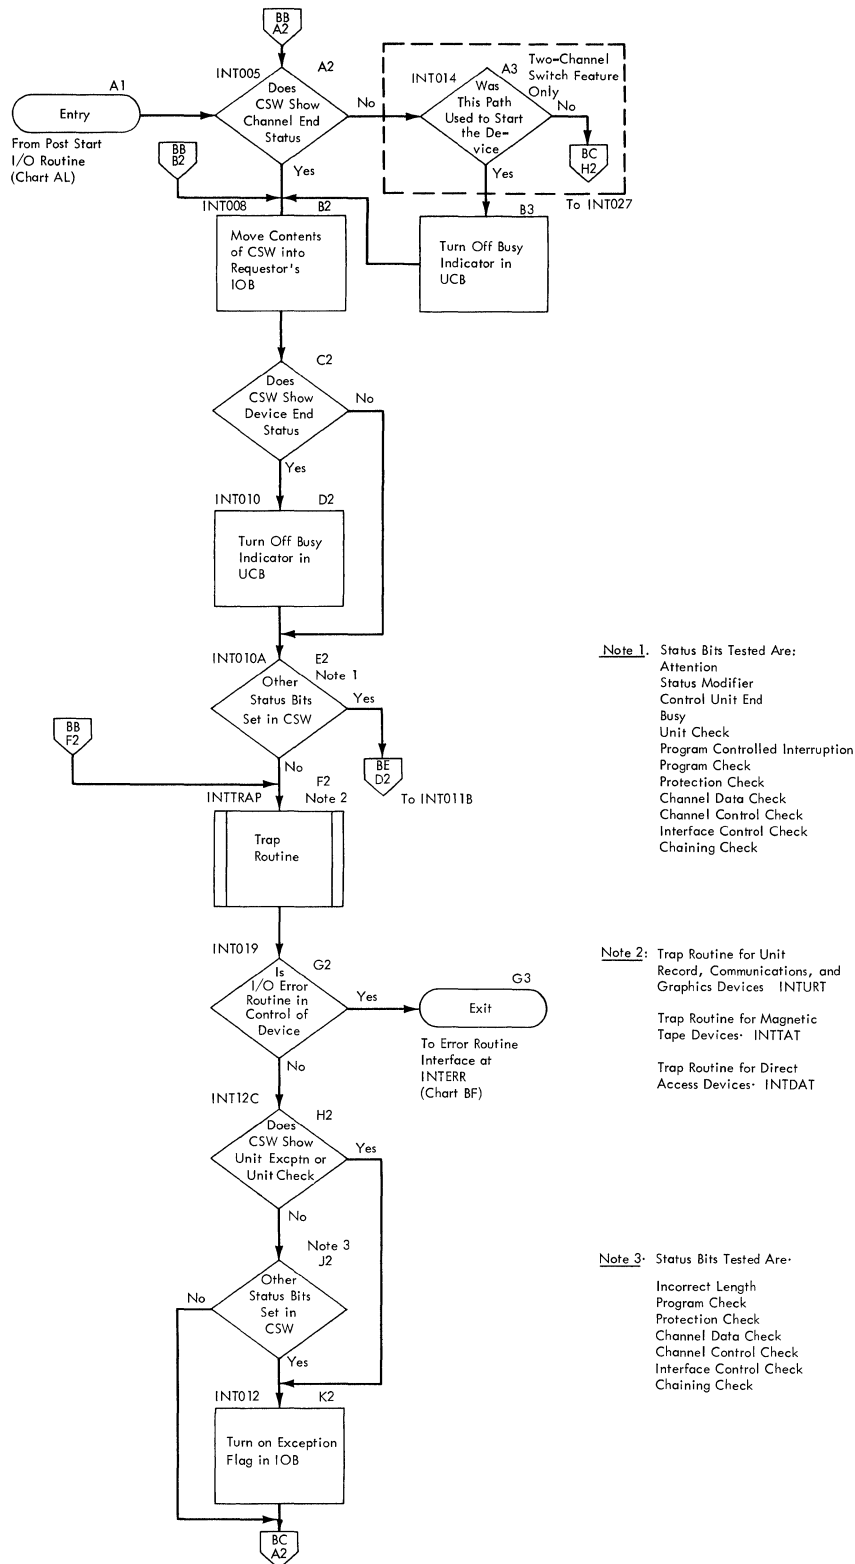 BB
A2
INT005
A2
Does
CSW Show
Channel End
Status
A1
Entry
From Post Start
I/O Routine
(Chart AL)
No
Yes
Two-Channel
Switch Feature
Only
INT014
A3
Was
This Path
Used to Start
the De-
vice
No
BC
H2
To INT027
Yes
BB
B2
INT008
B2
Move Contents
of CSW into
Requestor's
IOB
B3
Turn Off Busy
Indicator in
UCB
C2
Does
CSW Show
Device End
Status
No
Yes
INT010
D2
Turn Off Busy
Indicator in
UCB
INT010A
E2
Note 1
Other
Status Bits
Set in CSW
Yes
BE
D2
To INT011B
No
BB
F2
INTTRAP
F2
Note 2
Trap
Routine
INT019
G2
Is
I/O Error
Routine in
Control of
Device
Yes
G3
Exit
To Error Routine
Interface at
INTERR
(Chart BF)
No
INT12C
H2
Does
CSW Show
Unit Excptn or
Unit Check
Yes
No
Note 3
J2
Other
Status Bits
Set in
CSW
No
Yes
INT012
K2
Turn on Exception
Flag in IOB
BC
A2
Note 1. Status Bits Tested Are:
Attention
Status Modifier
Control Unit End
Busy
Unit Check
Program Controlled Interruption
Program Check
Protection Check
Channel Data Check
Channel Control Check
Interface Control Check
Chaining Check
Note 2: Trap Routine for Unit
Record, Communications, and
Graphics Devices INTURT
Trap Routine for Magnetic
Tape Devices· INTTAT
Trap Routine for Direct
Access Devices· INTDAT
Note 3· Status Bits Tested Are·
Incorrect Length
Program Check
Protection Check
Channel Data Check
Channel Control Check
Interface Control Check
Chaining Check